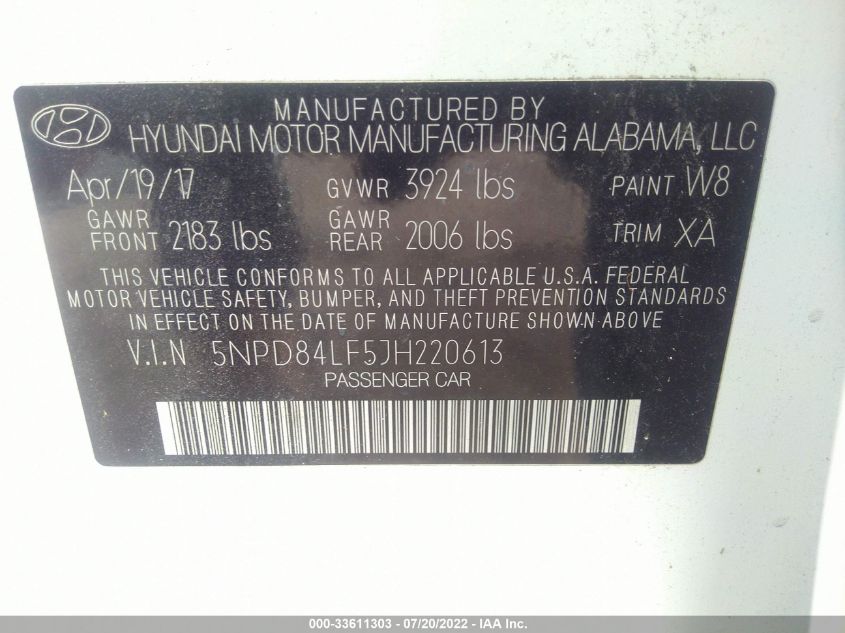 MANUFACTURED BY
HYUNDAI MOTOR MANUFACTURING ALABAMA, LLC
Apr/19/17 GVWR 3924 lbs PAINT W8
GAWR FRONT 2183 lbs GAWR REAR 2006 lbs TRIM XA
THIS VEHICLE CONFORMS TO ALL APPLICABLE U.S.A. FEDERAL
MOTOR VEHICLE SAFETY, BUMPER, AND THEFT PREVENTION STANDARDS
IN EFFECT ON THE DATE OF MANUFACTURE SHOWN ABOVE
V.I.N 5NPD84LF5JH220613
PASSENGER CAR
000-33611303 - 07/20/2022 - IAA Inc.